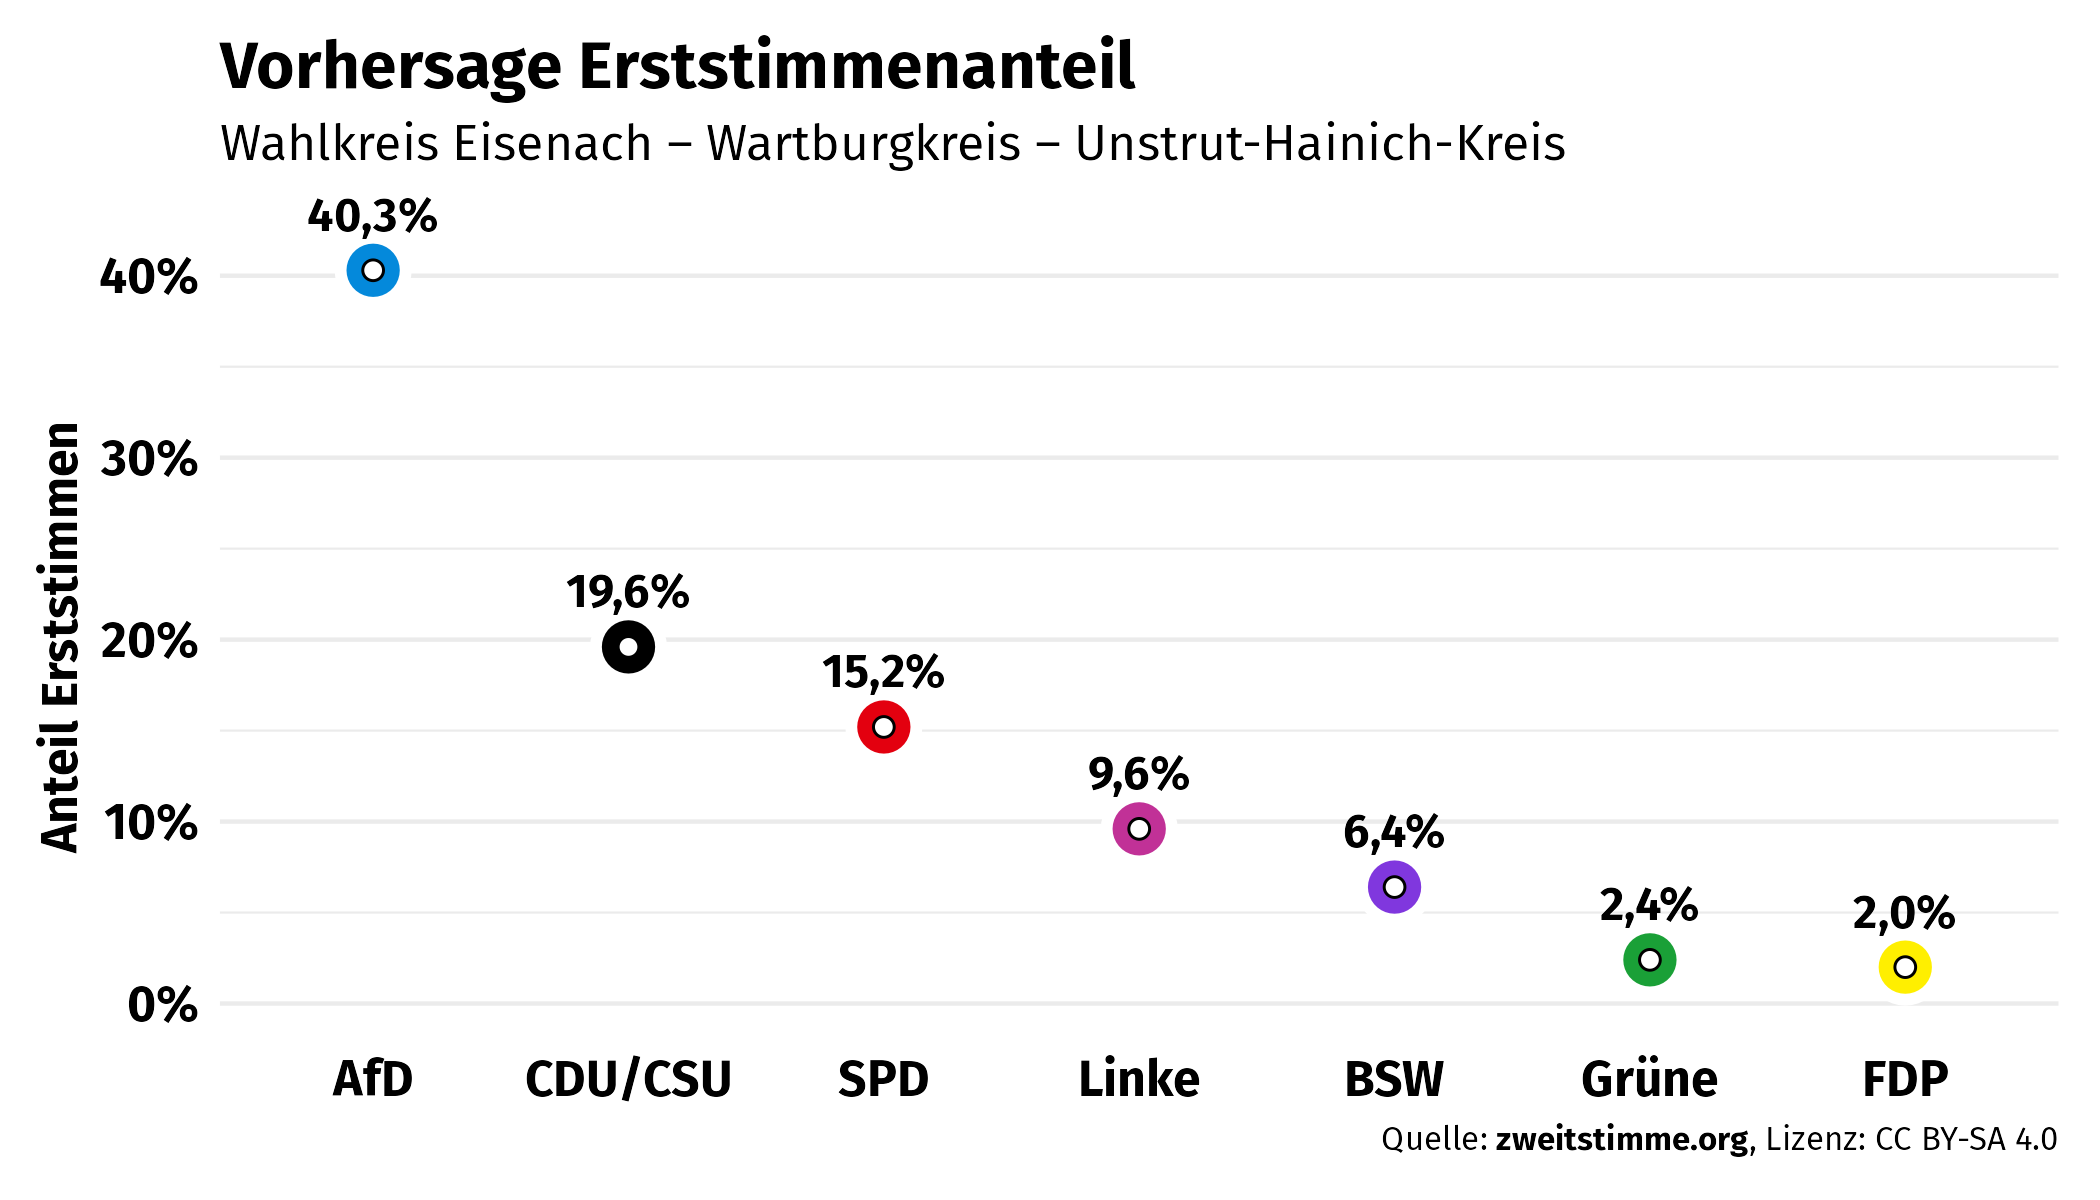 Vorhersage Erststimmenanteil
Wahlkreis Eisenach – Wartburgkreis – Unstrut-Hainich-Kreis
Anteil Erststimmen
40%
30%
20%
10%
0%
40,3%
19,6%
15,2%
9,6%
6,4%
2,4%
2,0%
AfD
CDU/CSU
SPD
Linke
BSW
Grüne
FDP
Quelle: zweitstimme.org, Lizenz: CC BY-SA 4.0